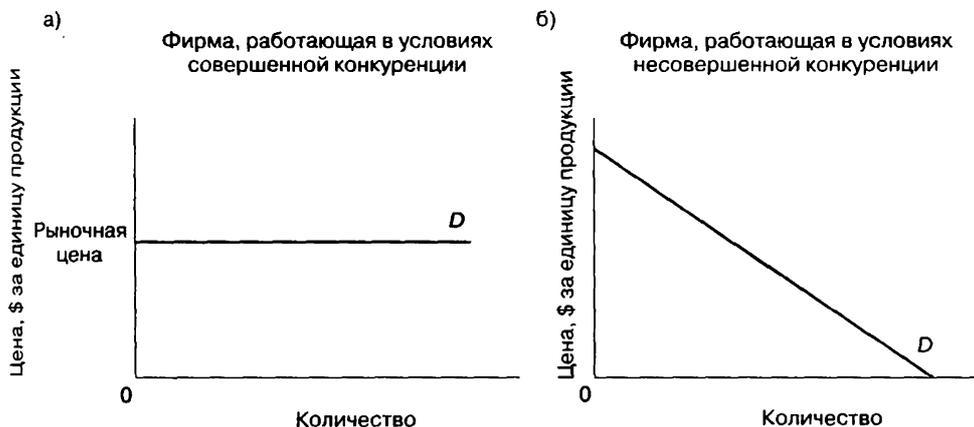 а)
Фирма, работающая в условиях
совершенной конкуренции
Цена, $ за единицу продукции
Рыночная
цена
D
0
Количество
б)
Фирма, работающая в условиях
несовершенной конкуренции
Цена, $ за единицу продукции
D
0
Количество